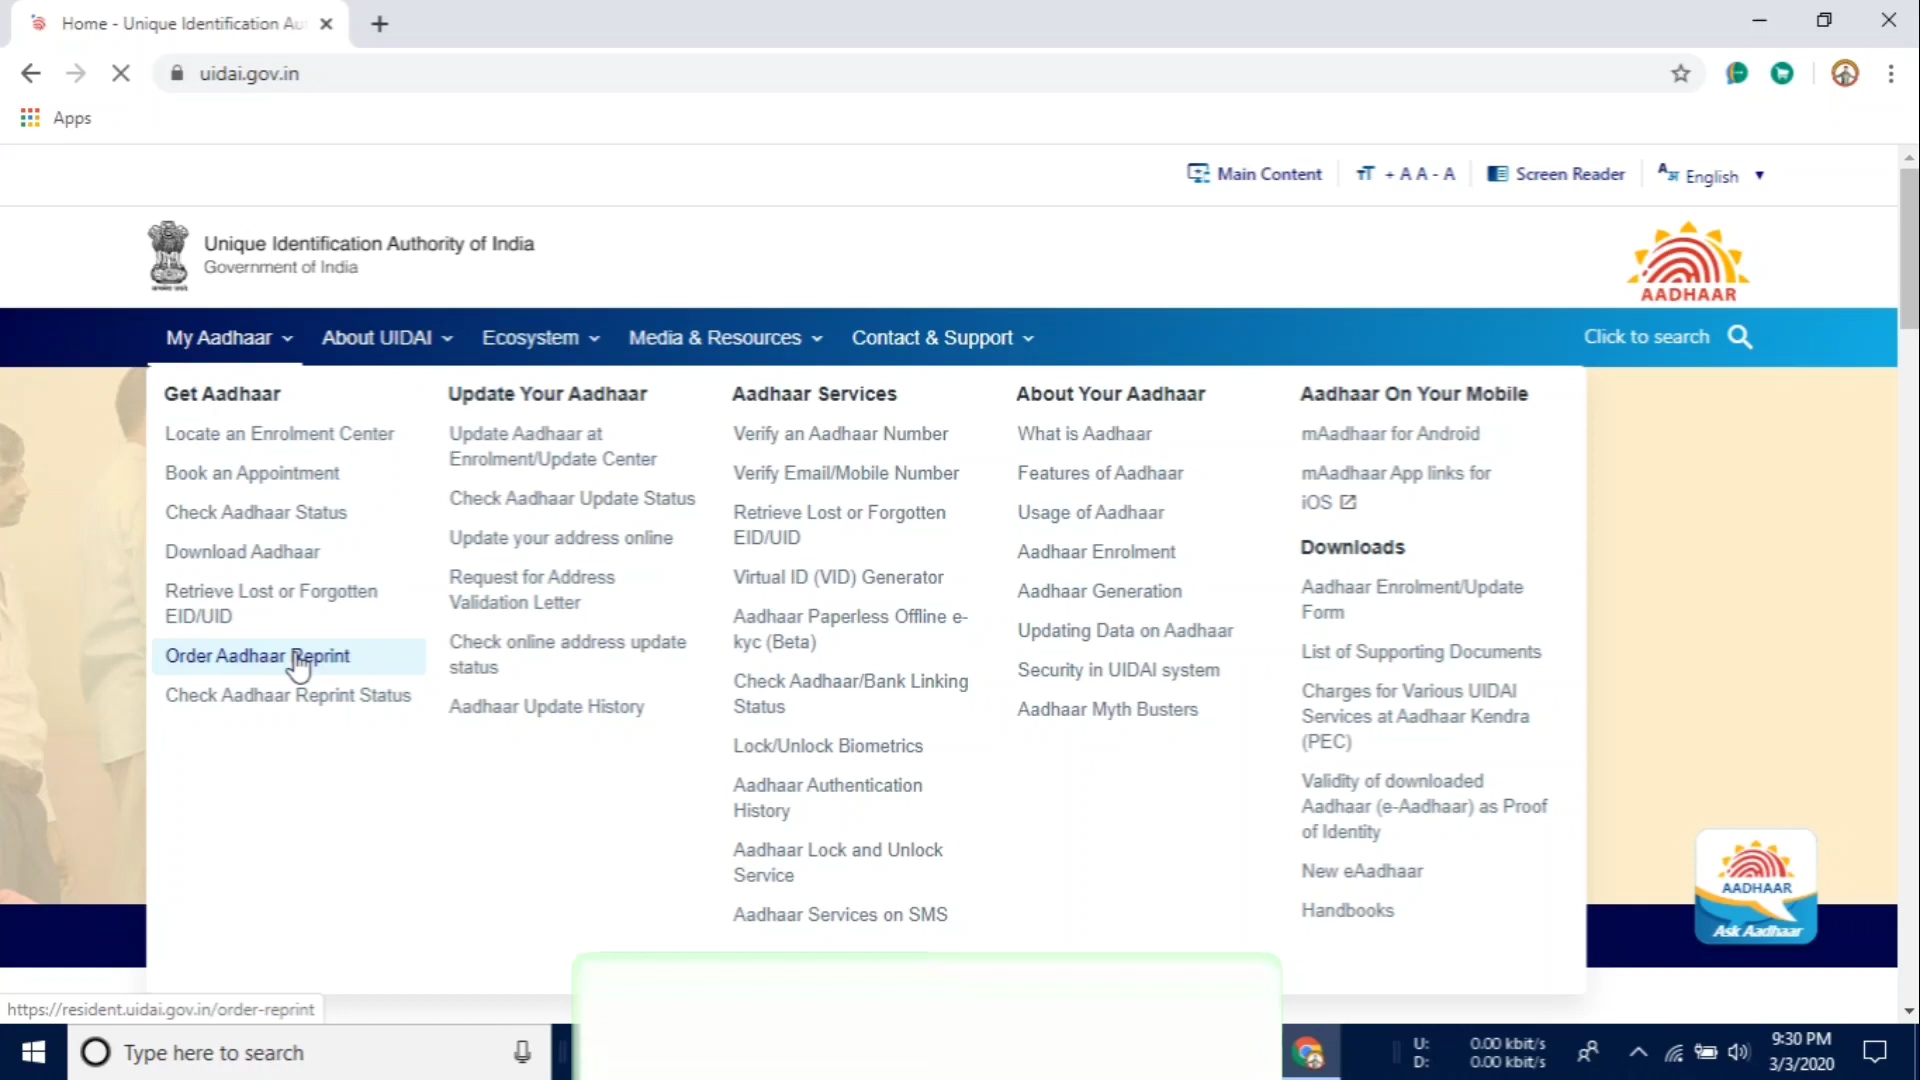 Home - Unique Identification Au
uidai.gov.in
Apps
Main Content
+ A A - A
Screen Reader
English
Unique Identification Authority of India
Government of India
AADHAAR
My Aadhaar
About UIDAI
Ecosystem
Media & Resources
Contact & Support
Click to search
Get Aadhaar
Locate an Enrolment Center
Book an Appointment
Check Aadhaar Status
Download Aadhaar
Retrieve Lost or Forgotten
EID/UID
Order Aadhaar Reprint
Check Aadhaar Reprint Status
Update Your Aadhaar
Update Aadhaar at
Enrolment/Update Center
Check Aadhaar Update Status
Update your address online
Request for Address
Validation Letter
Check online address update
status
Aadhaar Update History
Aadhaar Services
Verify an Aadhaar Number
Verify Email/Mobile Number
Retrieve Lost or Forgotten
EID/UID
Virtual ID (VID) Generator
Aadhaar Paperless Offline e-
kyc (Beta)
Check Aadhaar/Bank Linking
Status
Lock/Unlock Biometrics
Aadhaar Authentication
History
Aadhaar Lock and Unlock
Service
Aadhaar Services on SMS
About Your Aadhaar
What is Aadhaar
Features of Aadhaar
Usage of Aadhaar
Aadhaar Enrolment
Aadhaar Generation
Updating Data on Aadhaar
Security in UIDAI system
Aadhaar Myth Busters
Aadhaar On Your Mobile
mAadhaar for Android
mAadhaar App links for
iOS
Downloads
Aadhaar Enrolment/Update
Form
List of Supporting Documents
Charges for Various UIDAI
Services at Aadhaar Kendra
(PEC)
Validity of downloaded
Aadhaar (e-Aadhaar) as Proof
of Identity
New eAadhaar
Handbooks
AADHAAR
Ask Aadhaar
https://resident.uidai.gov.in/order-reprint
Type here to search
U: 0.00 kbit/s
D: 0.00 kbit/s
9:30 PM
3/3/2020